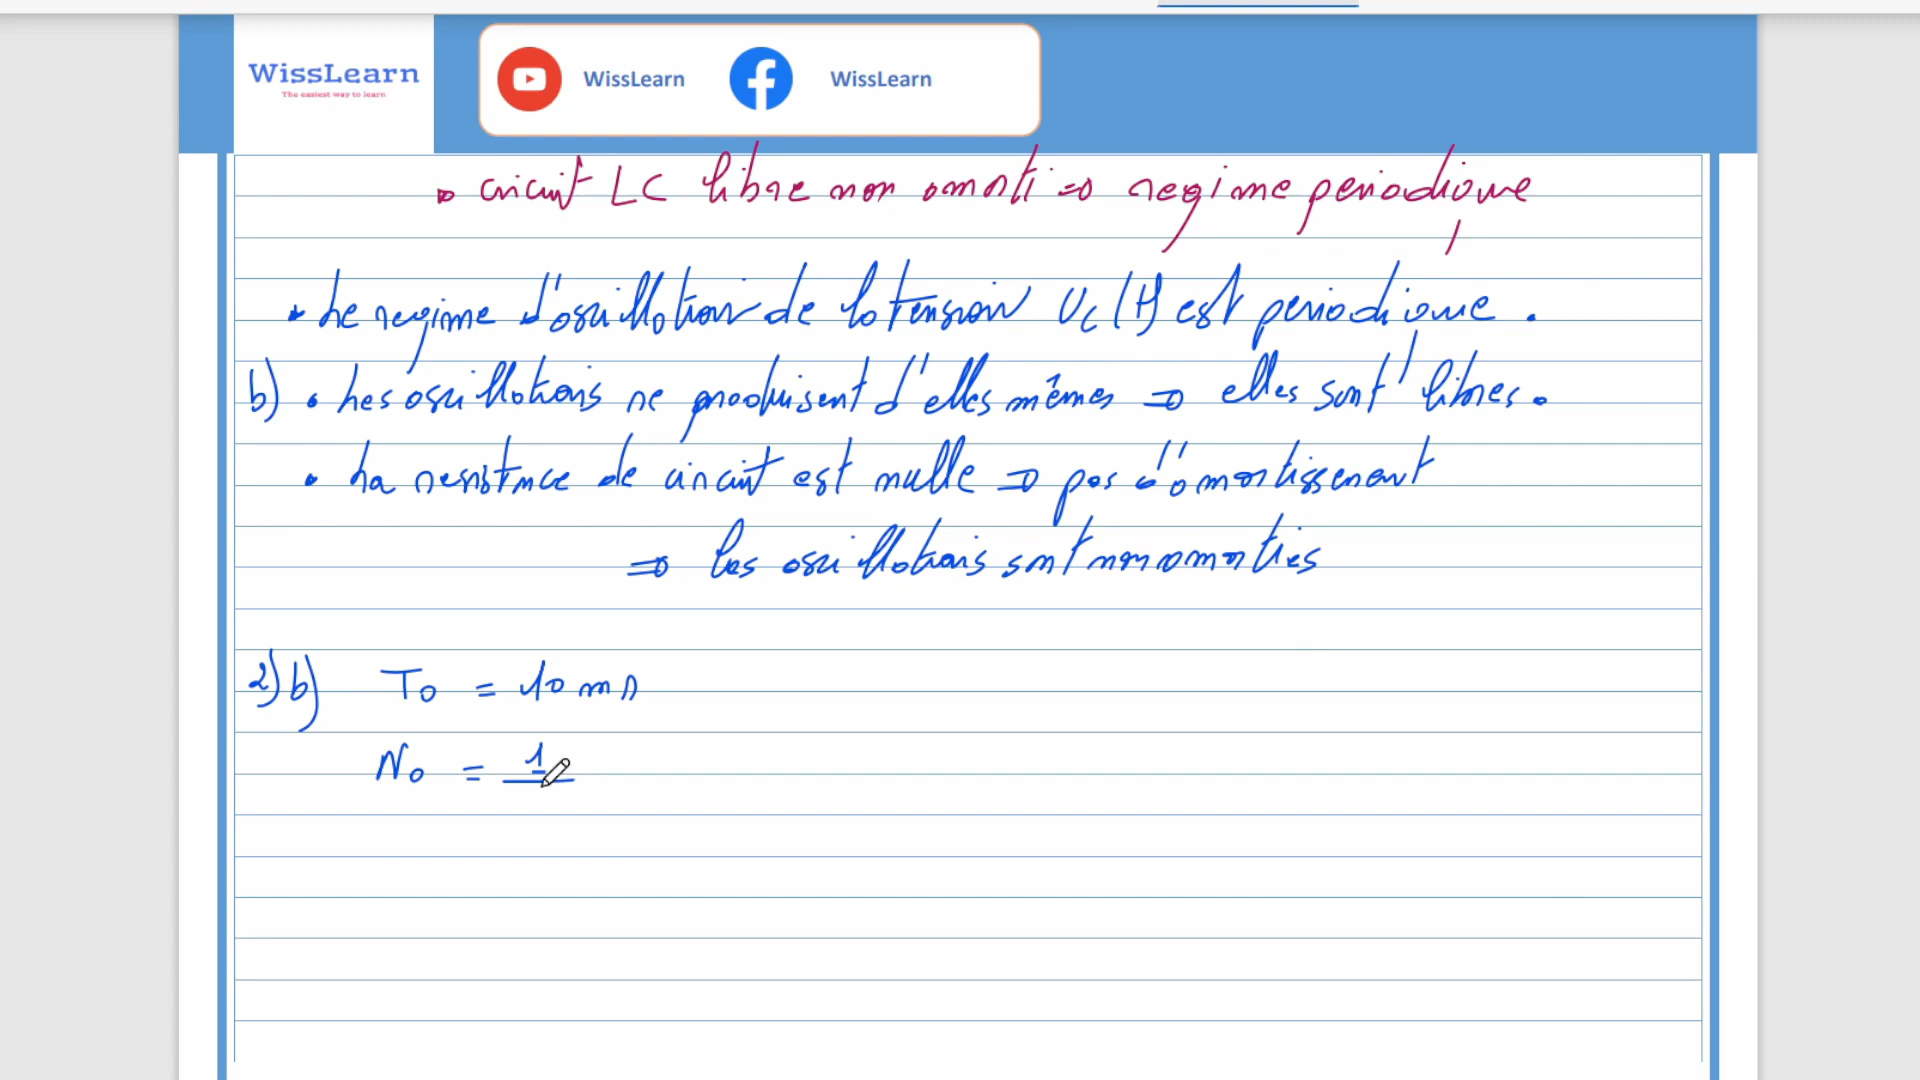 WissLearn
The easiest way to learn
WissLearn
WissLearn
circuit LC libre non amorti => regime periodique
• Le regime d'oscillation de la tension Uc(t) est periodique .
b) • Les oscillations se produisent d'elles mêmes => elles sont libres .
• La resistance de circuit est nulle => pas d'amortissement
=> les oscillations sont non amorties
2) b) To = 10 ms
No = 1